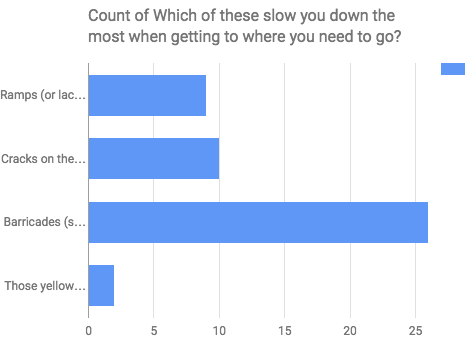 Count of Which of these slow you down the
most when getting to where you need to go?
Ramps (or lac...
Cracks on the...
Barricades (s...
Those yellow...
0 5 10 15 20 25